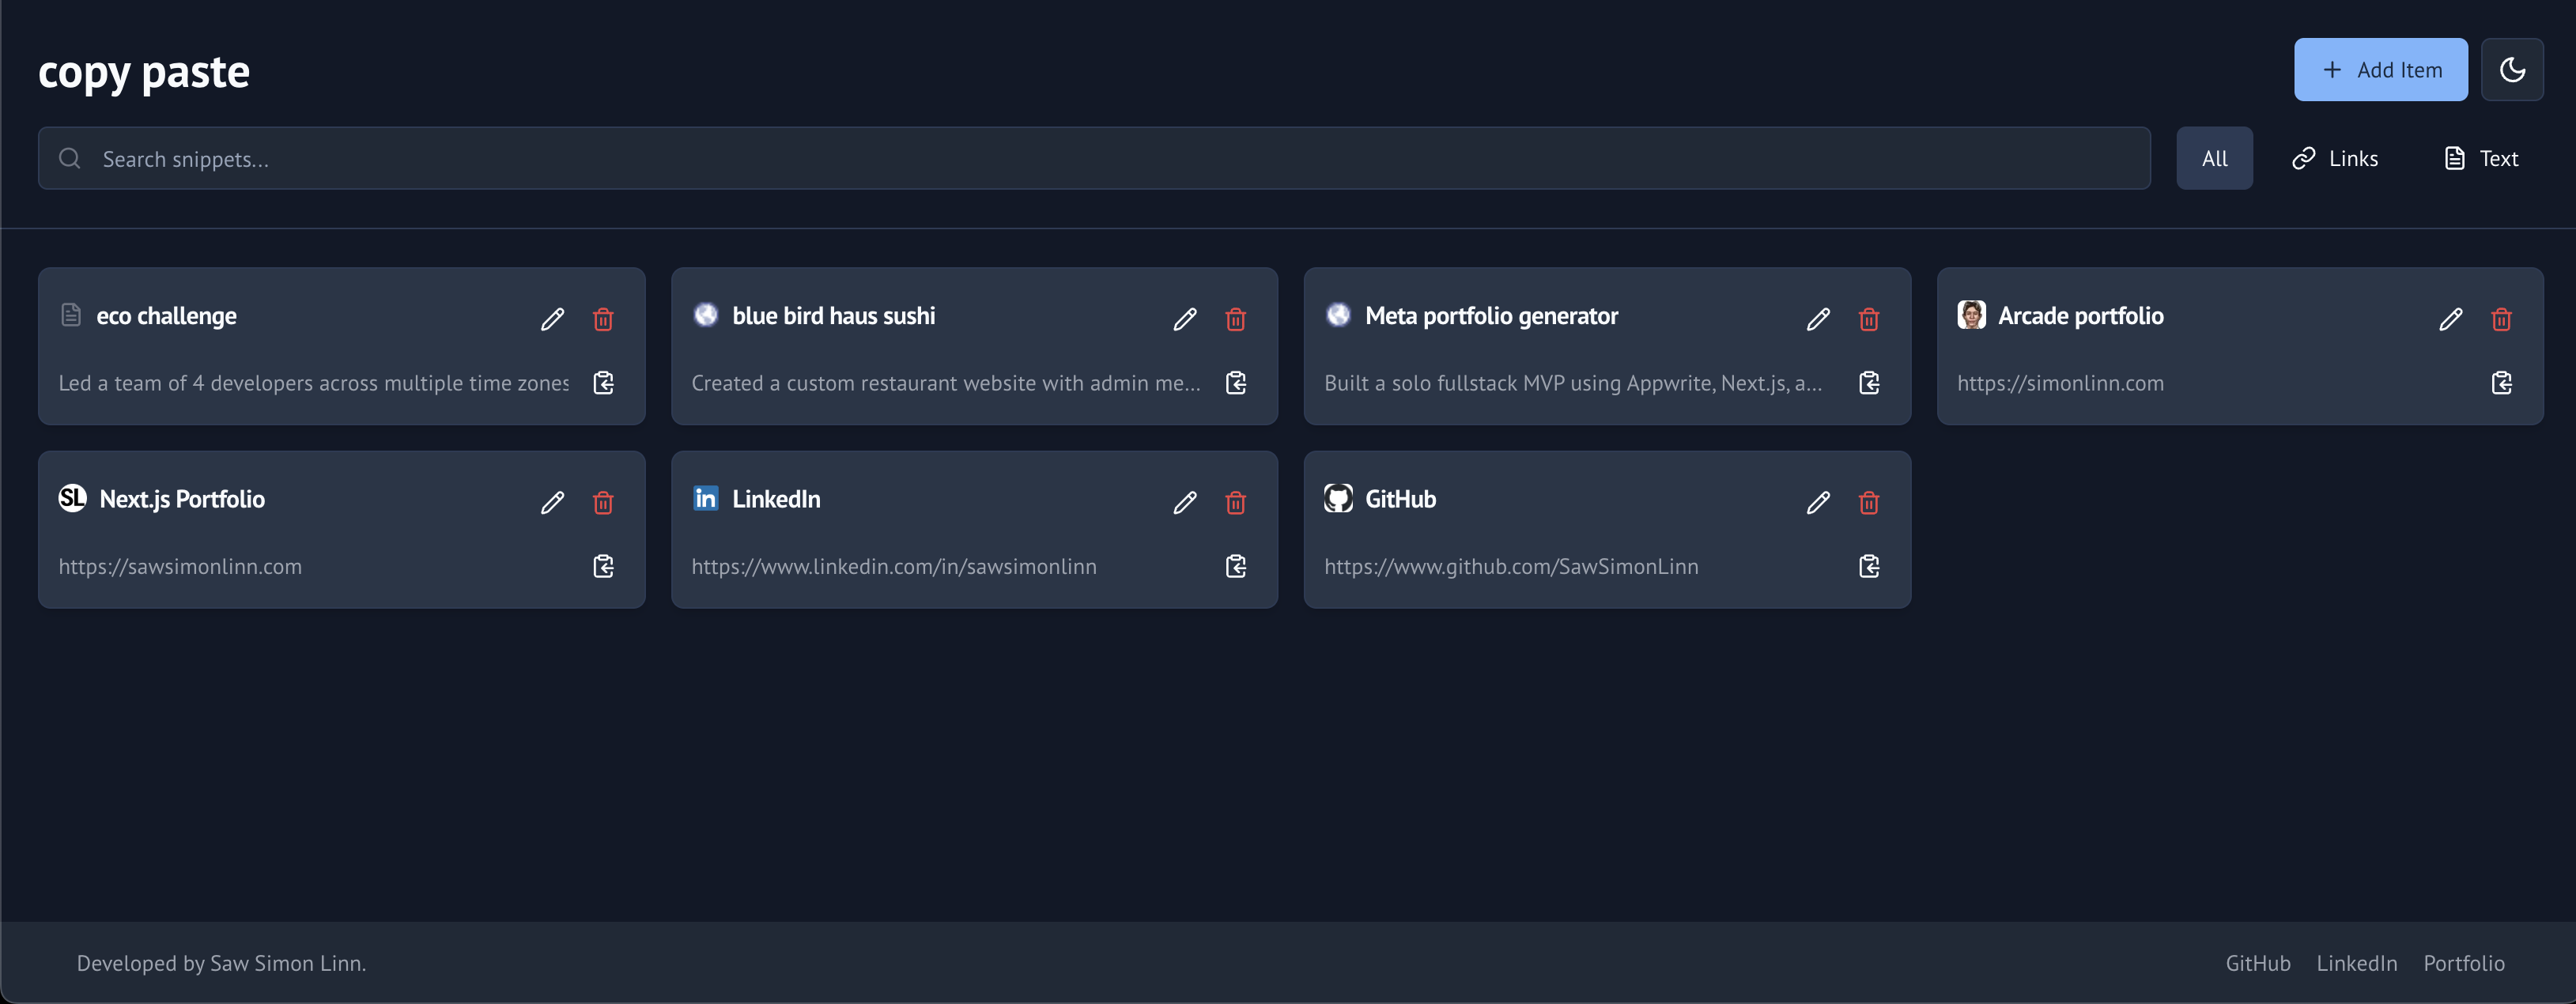 copy paste
Add Item
Search snippets...
All
Links
Text
eco challenge
Led a team of 4 developers across multiple time zones
blue bird haus sushi
Created a custom restaurant website with admin me...
Meta portfolio generator
Built a solo fullstack MVP using Appwrite, Next.js, a...
Arcade portfolio
https://simonlinn.com
SL Next.js Portfolio
https://sawsimonlinn.com
in LinkedIn
https://www.linkedin.com/in/sawsimonlinn
GitHub
https://www.github.com/SawSimonLinn
Developed by Saw Simon Linn.
GitHub LinkedIn Portfolio